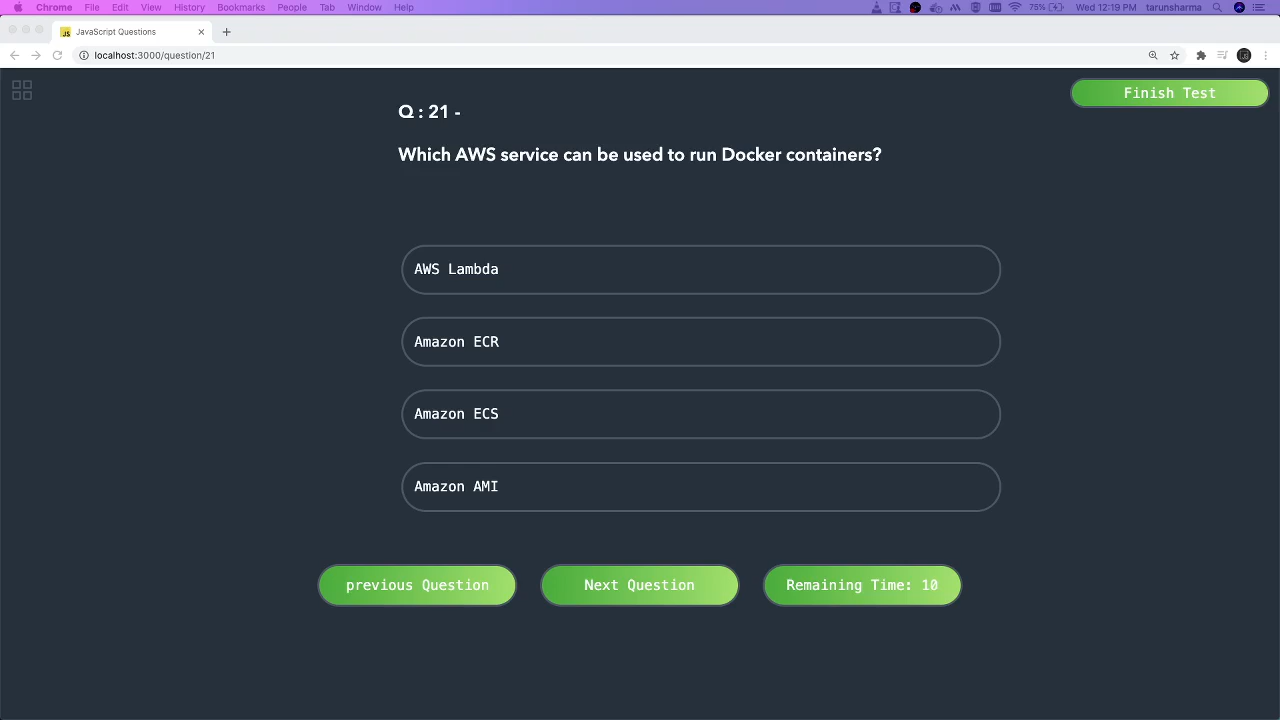 Chrome File Edit View History Bookmarks People Tab Window Help 75% Wed 12:19 PM tarunsharma
JS JavaScript Questions
localhost:3000/question/21
Finish Test
Q : 21 -
Which AWS service can be used to run Docker containers?
AWS Lambda
Amazon ECR
Amazon ECS
Amazon AMI
previous Question Next Question Remaining Time: 10